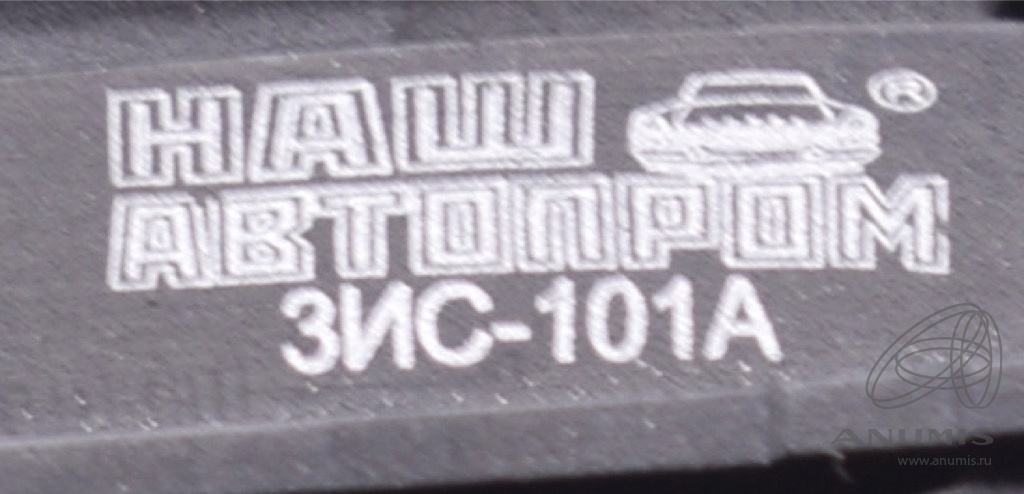 НАШ ®
АВТОПРОМ
ЗИС-101А
ANUMIS
www.anumis.ru